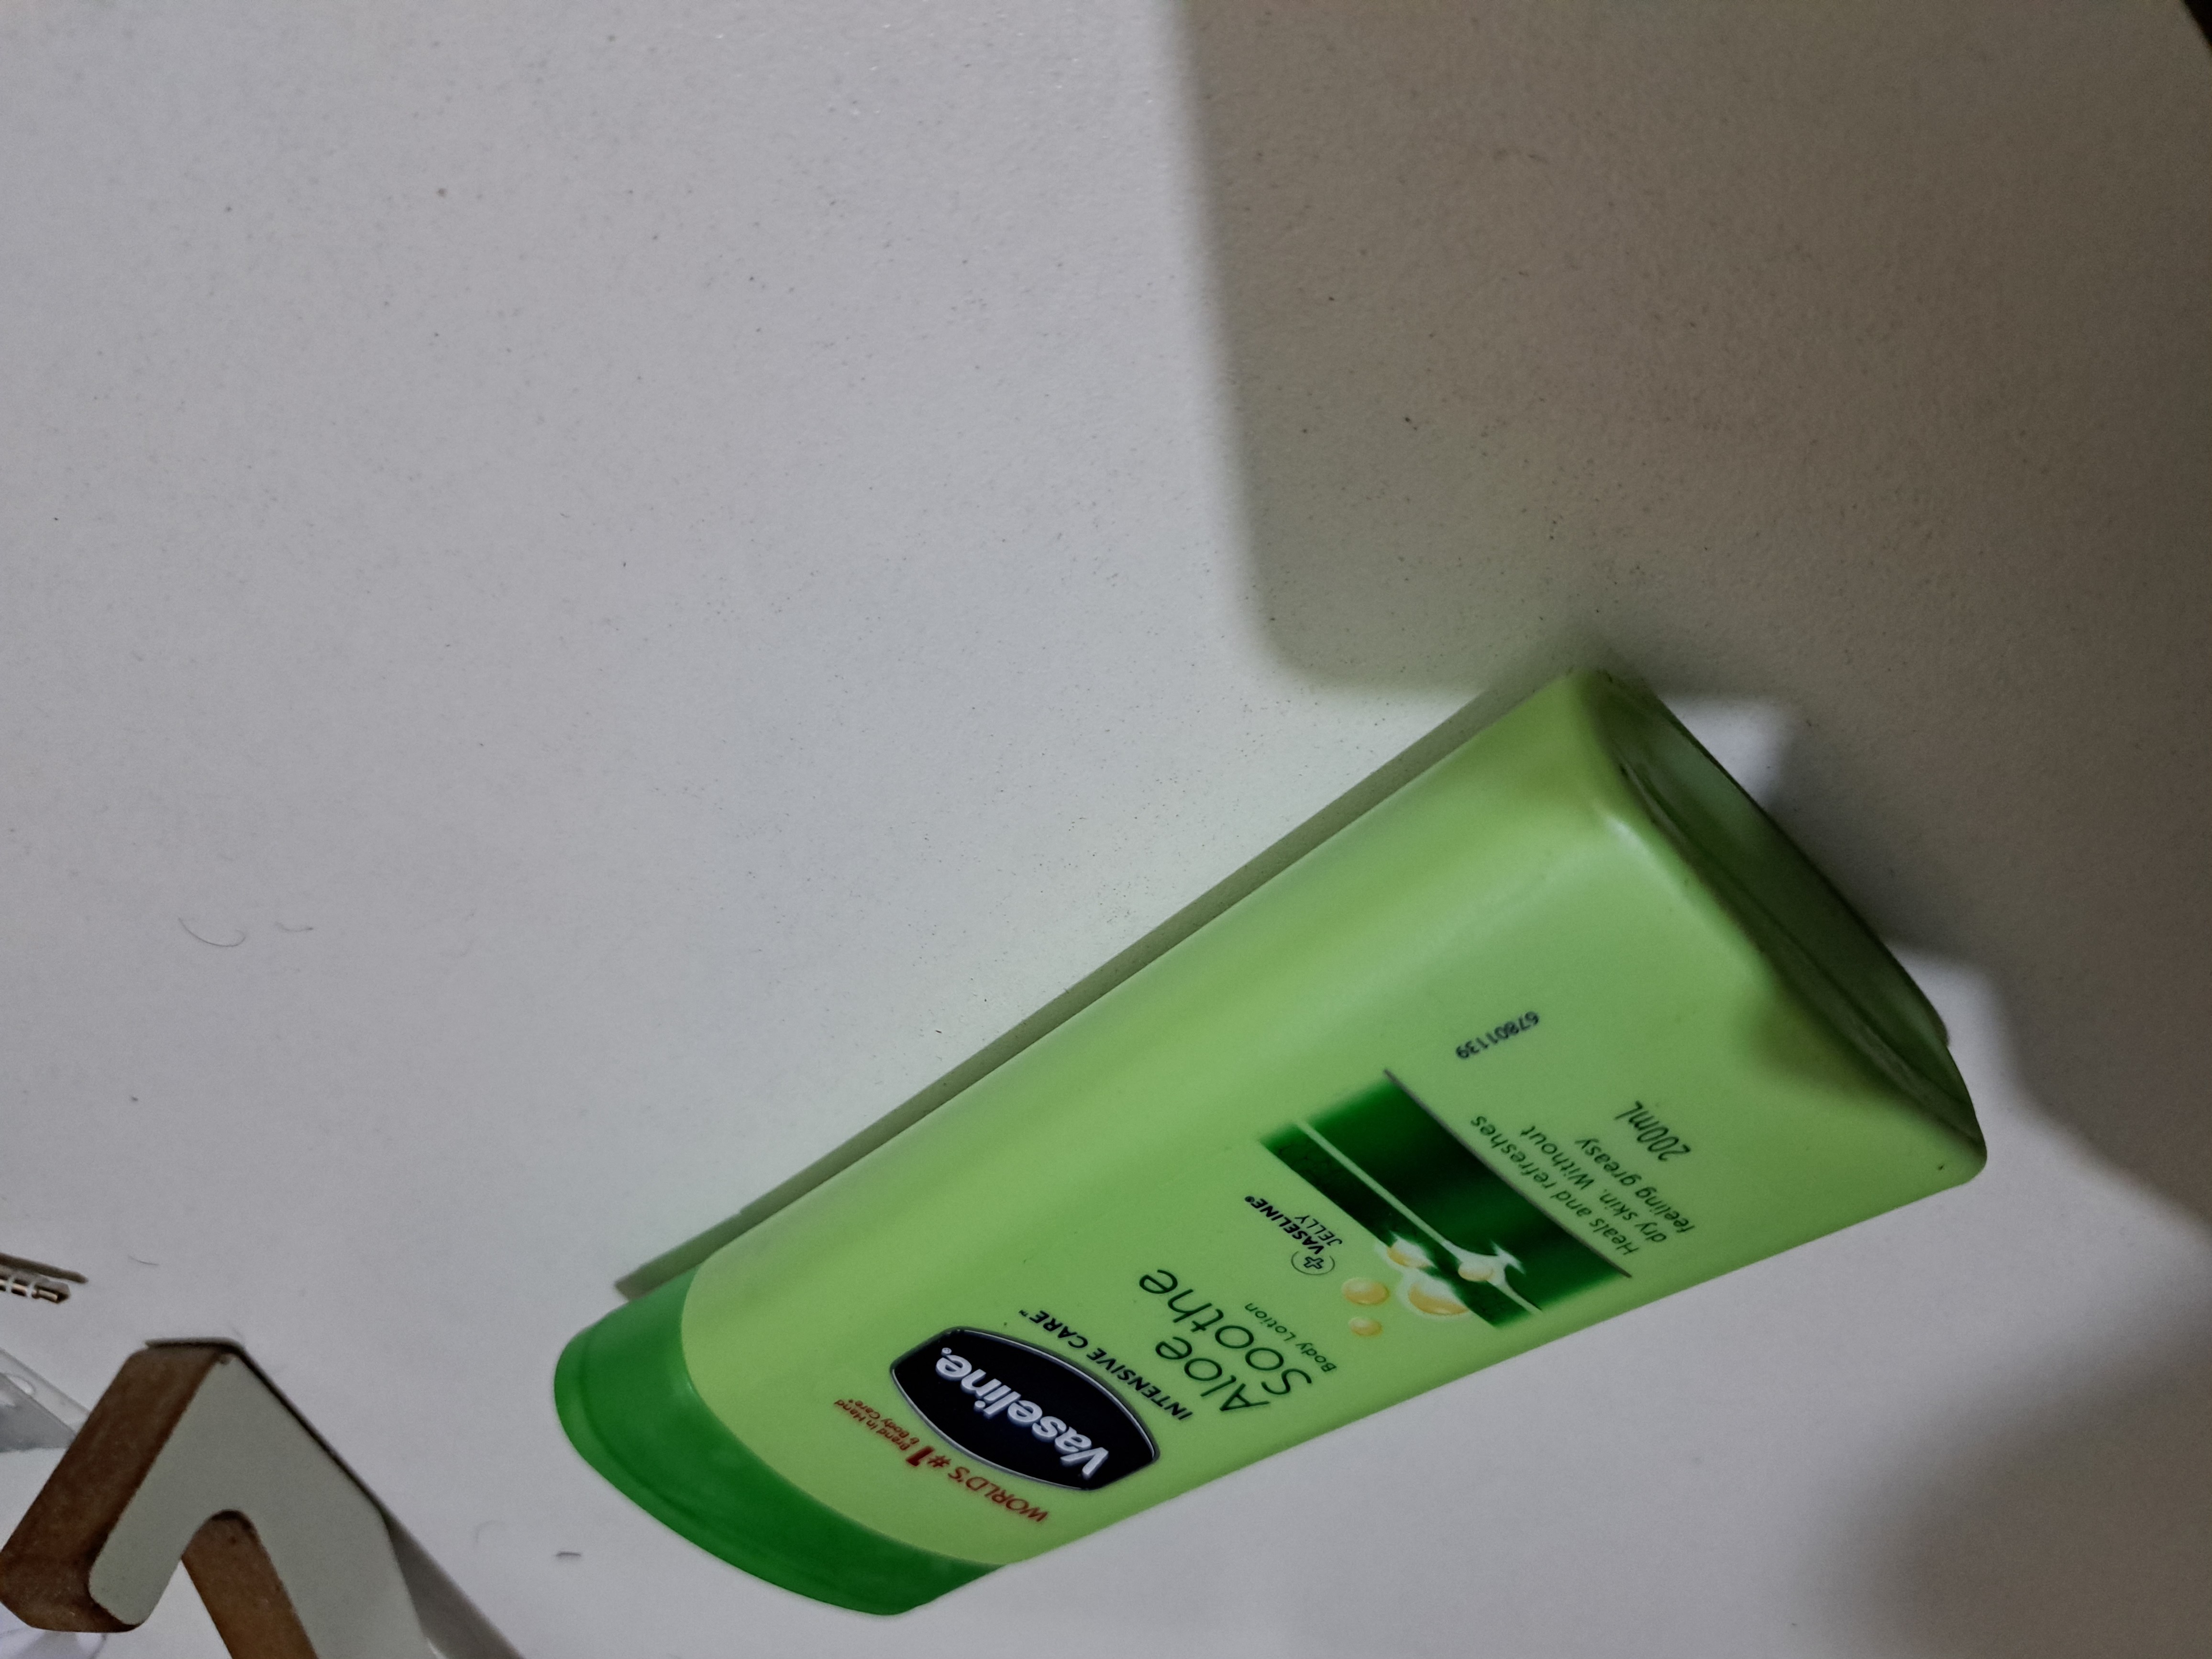 WORLD'S #1 Brand In Hand
& Body Care*
Vaseline.
INTENSIVE CARE™
Aloe
Soothe
Body Lotion
+ VASELINE®
JELLY
Heals and refreshes
dry skin. Without
feeling greasy
200mL
67801139